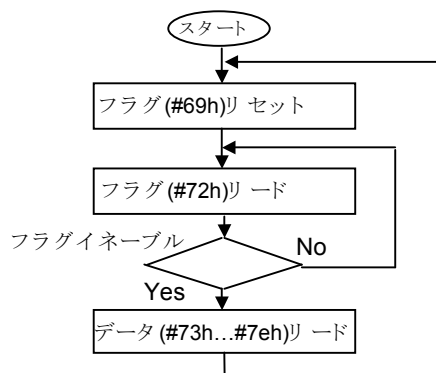 スタート
フラグ(#69h)リセット
フラグ(#72h)リード
フラグイネーブル
No
Yes
データ(#73h...#7eh)リード